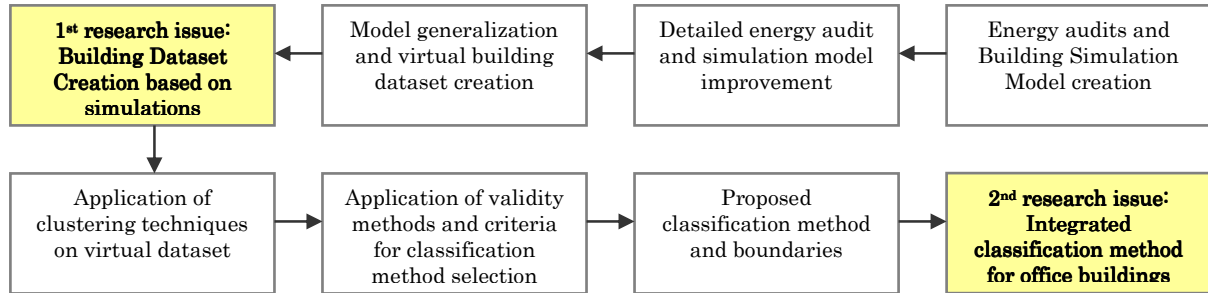 1st research issue:
Building Dataset
Creation based on
simulations
Model generalization
and virtual building
dataset creation
Detailed energy audit
and simulation model
improvement
Energy audits and
Building Simulation
Model creation
Application of
clustering techniques
on virtual dataset
Application of validity
methods and criteria
for classification
method selection
Proposed
classification method
and boundaries
2nd research issue:
Integrated
classification method
for office buildings